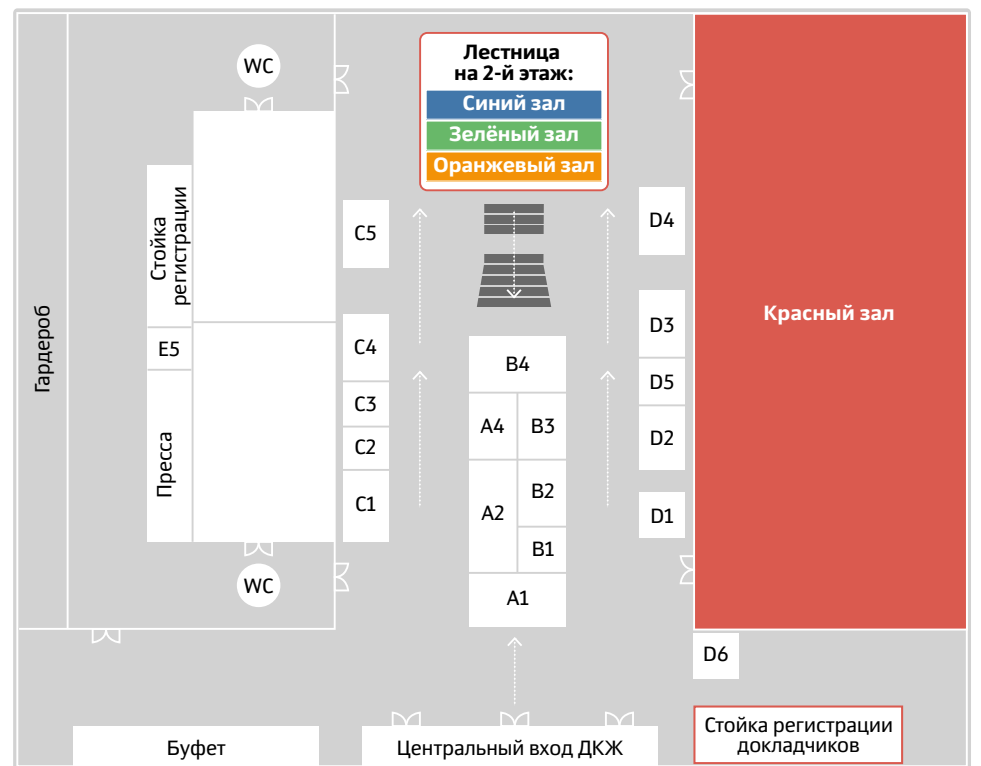 WC
Лестница
на 2-й этаж:
Синий зал
Зелёный зал
Оранжевый зал
Стойка
регистрации
C5
D4
Красный зал
Гардероб
E5
C4
B4
D3
D5
C3
A4
B3
D2
Пресса
C2
C1
A2
B2
D1
B1
WC
A1
D6
Буфет
Центральный вход ДКЖ
Стойка регистрации
докладчиков